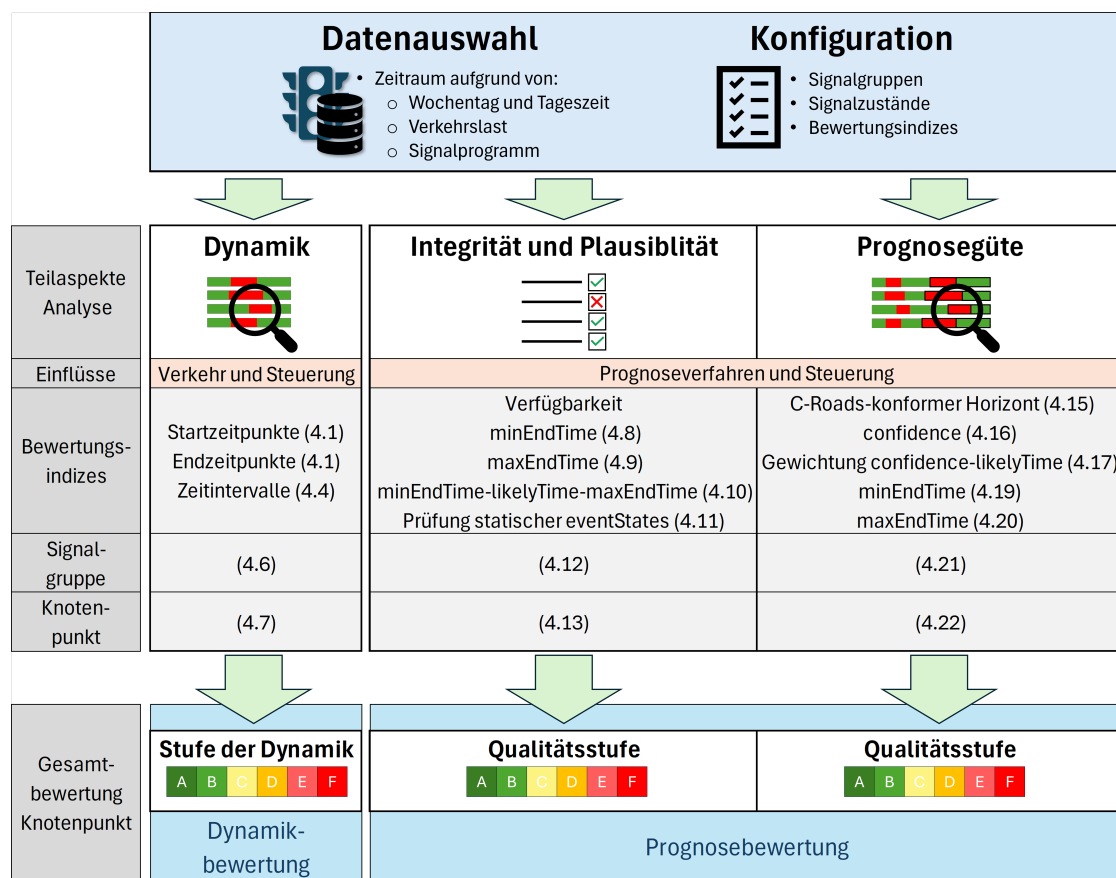 Datenauswahl
• Zeitraum aufgrund von:
o Wochentag und Tageszeit
o Verkehrslast
o Signalprogramm
Konfiguration
• Signalgruppen
• Signalzustände
• Bewertungsindizes
Teilaspekte
Analyse
Dynamik
Integrität und Plausiblität
Prognosegüte
Einflüsse
Verkehr und Steuerung
Prognoseverfahren und Steuerung
Bewertungs-
indizes
Startzeitpunkte (4.1)
Endzeitpunkte (4.1)
Zeitintervalle (4.4)
Verfügbarkeit
minEndTime (4.8)
maxEndTime (4.9)
minEndTime-likelyTime-maxEndTime (4.10)
Prüfung statischer eventStates (4.11)
C-Roads-konformer Horizont (4.15)
confidence (4.16)
Gewichtung confidence-likelyTime (4.17)
minEndTime (4.19)
maxEndTime (4.20)
Signal-
gruppe
(4.6)
(4.12)
(4.21)
Knoten-
punkt
(4.7)
(4.13)
(4.22)
Gesamt-
bewertung
Knotenpunkt
Stufe der Dynamik
A B C D E F
Qualitätsstufe
A B C D E F
Qualitätsstufe
A B C D E F
Dynamik-
bewertung
Prognosebewertung